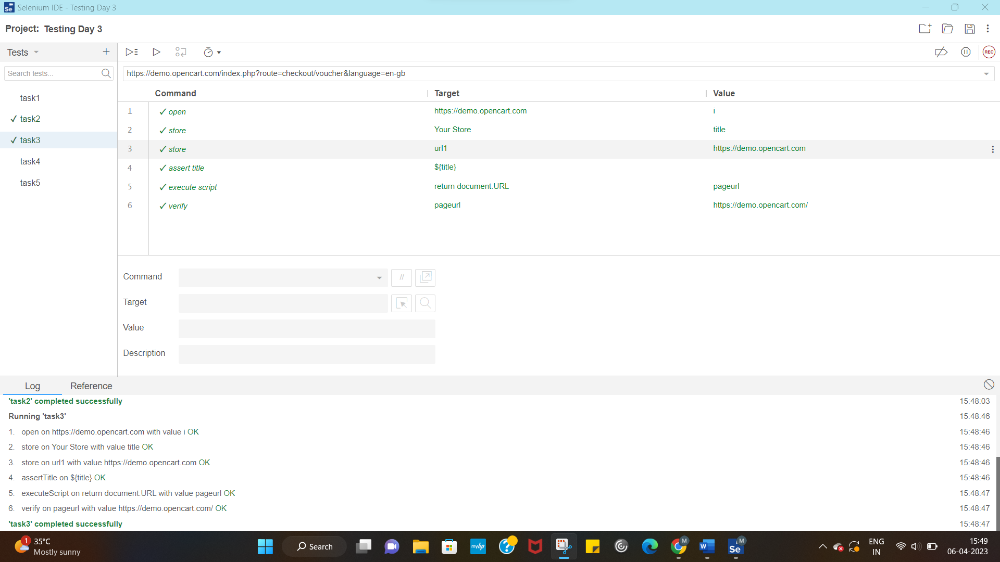 Selenium IDE - Testing Day 3
Project: Testing Day 3
Tests
Search tests...
task1
✓ task2
✓ task3
task4
task5
REC
https://demo.opencart.com/index.php?route=checkout/voucher&language=en-gb
Command Target Value
1 ✓ open https://demo.opencart.com i
2 ✓ store Your Store title
3 ✓ store url1 https://demo.opencart.com
4 ✓ assert title ${title}
5 ✓ execute script return document.URL pageurl
6 ✓ verify pageurl https://demo.opencart.com/
Command //
Target
Value
Description
Log Reference
'task2' completed successfully 15:48:03
Running 'task3' 15:48:46
1. open on https://demo.opencart.com with value i OK 15:48:46
2. store on Your Store with value title OK 15:48:46
3. store on url1 with value https://demo.opencart.com OK 15:48:46
4. assertTitle on ${title} OK 15:48:46
5. executeScript on return document.URL with value pageurl OK 15:48:47
6. verify on pageurl with value https://demo.opencart.com/ OK 15:48:47
'task3' completed successfully 15:48:47
1 35°C
Mostly sunny
Search
myhp
?
M
W
Se M
ENG
IN
15:49
06-04-2023